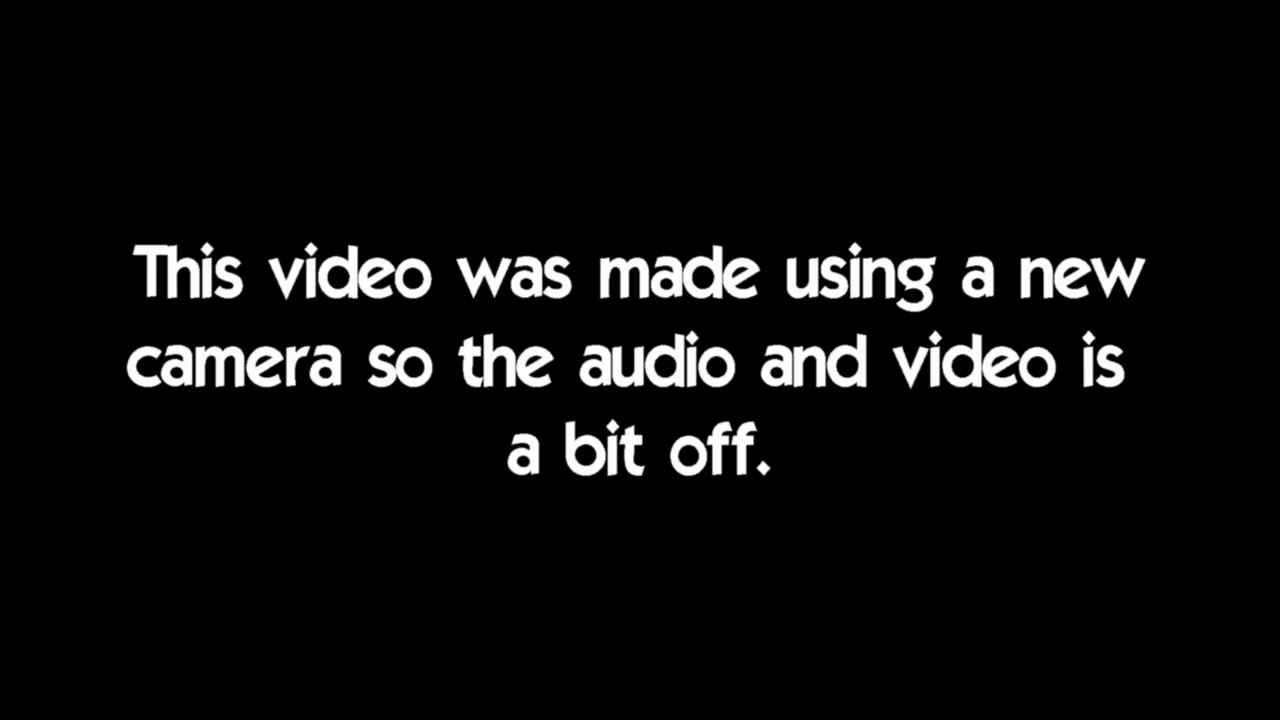 This video was made using a new
camera so the audio and video is
a bit off.